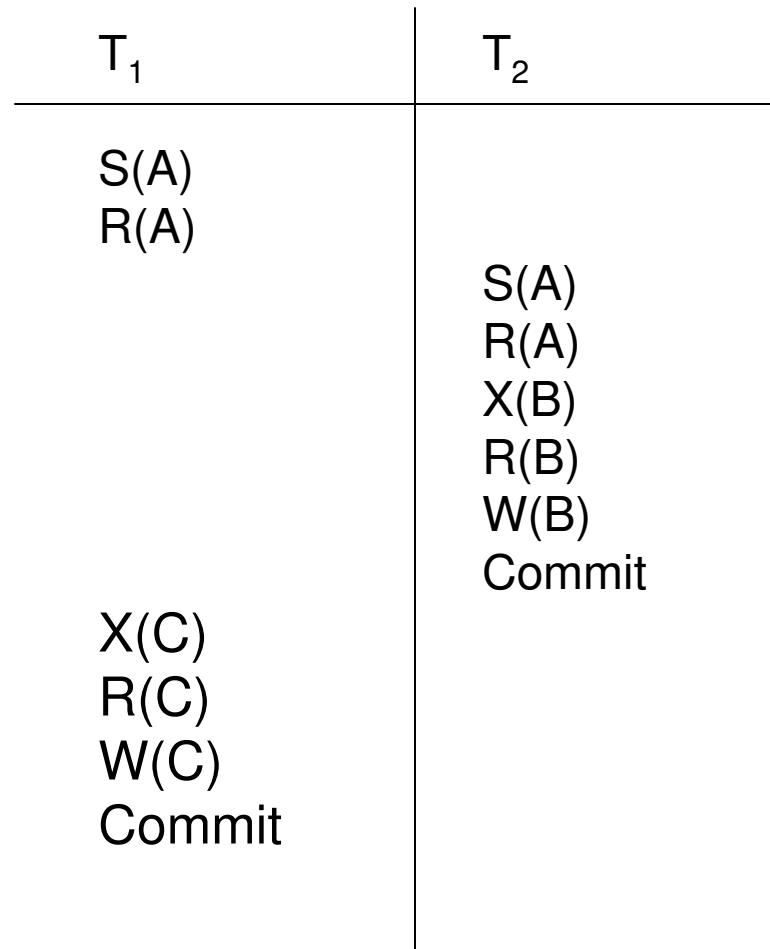 T₁ T₂
S(A)
R(A)
S(A)
R(A)
X(B)
R(B)
W(B)
Commit
X(C)
R(C)
W(C)
Commit